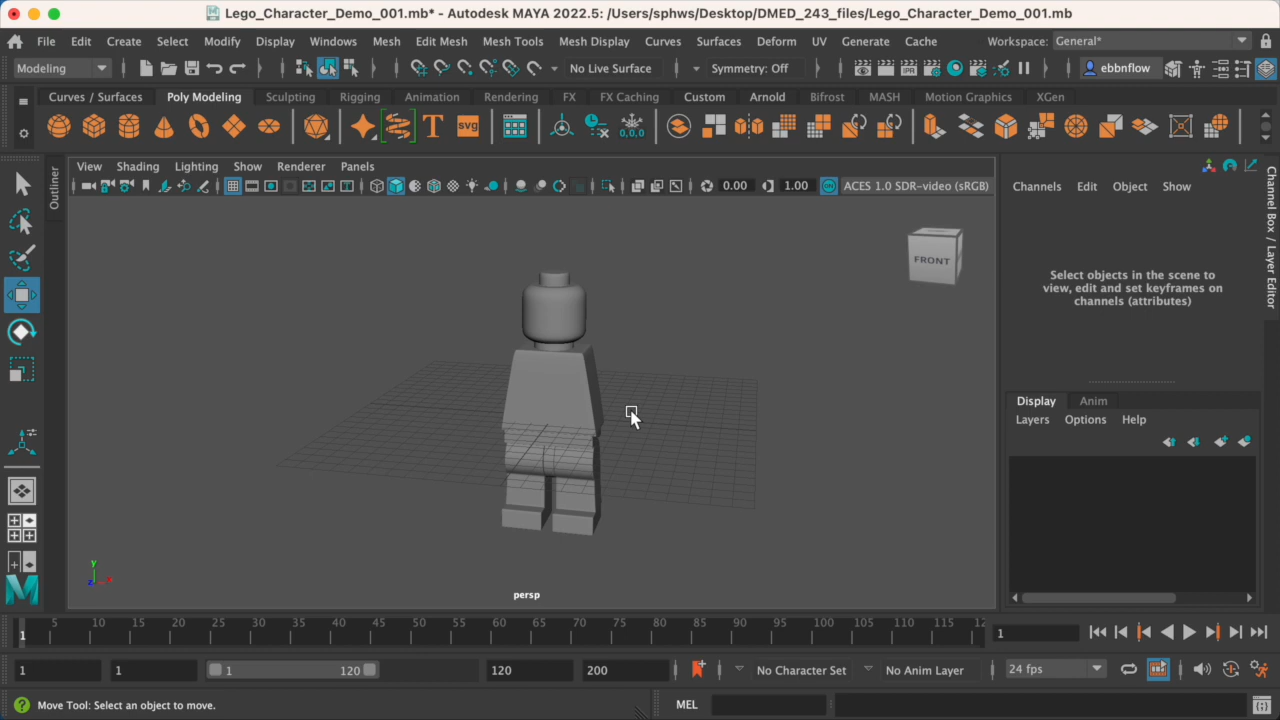 Lego_Character_Demo_001.mb* - Autodesk MAYA 2022.5: /Users/sphws/Desktop/DMED_243_files/Lego_Character_Demo_001.mb
File Edit Create Select Modify Display Windows Mesh Edit Mesh Mesh Tools Mesh Display Curves Surfaces Deform UV Generate Cache Workspace: General*
Modeling No Live Surface Symmetry: Off IPR ebbnflow
Curves / Surfaces Poly Modeling Sculpting Rigging Animation Rendering FX FX Caching Custom Arnold Bifrost MASH Motion Graphics XGen
T svg 0,0,0
Outliner
View Shading Lighting Show Renderer Panels
0.00 1.00 ON ACES 1.0 SDR-video (sRGB)
Channels Edit Object Show
Channel Box / Layer Editor
FRONT
Select objects in the scene to
view, edit and set keyframes on
channels (attributes)
Display Anim
Layers Options Help
y
z x
persp
1 5 10 15 20 25 30 35 40 45 50 55 60 65 70 75 80 85 90 95 100 105 110 115 12 1
1 1 1 120 120 200 No Character Set No Anim Layer 24 fps
? Move Tool: Select an object to move. MEL